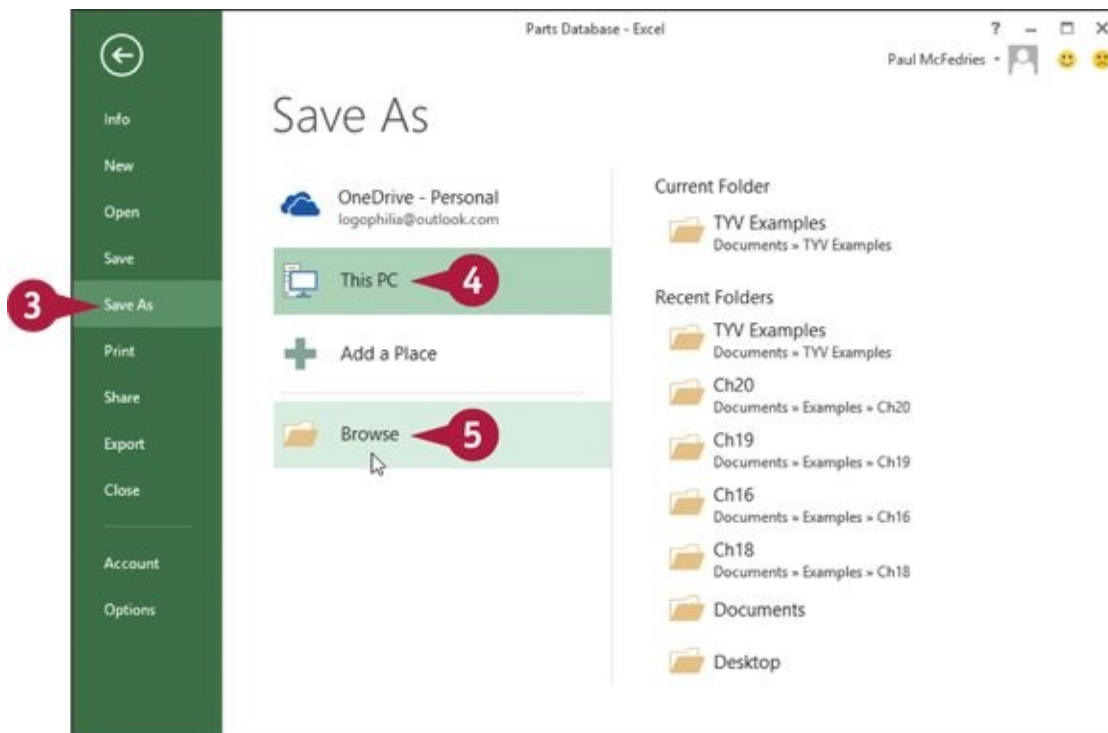 Parts Database - Excel
?
Paul McFedries
Info
New
Open
Save
3
Save As
Print
Share
Export
Close
Account
Options
Save As
OneDrive - Personal
logophilia@outlook.com
This PC
4
Add a Place
Browse
5
Current Folder
TYV Examples
Documents » TYV Examples
Recent Folders
TYV Examples
Documents » TYV Examples
Ch20
Documents » Examples » Ch20
Ch19
Documents » Examples » Ch19
Ch16
Documents » Examples » Ch16
Ch18
Documents » Examples » Ch18
Documents
Desktop